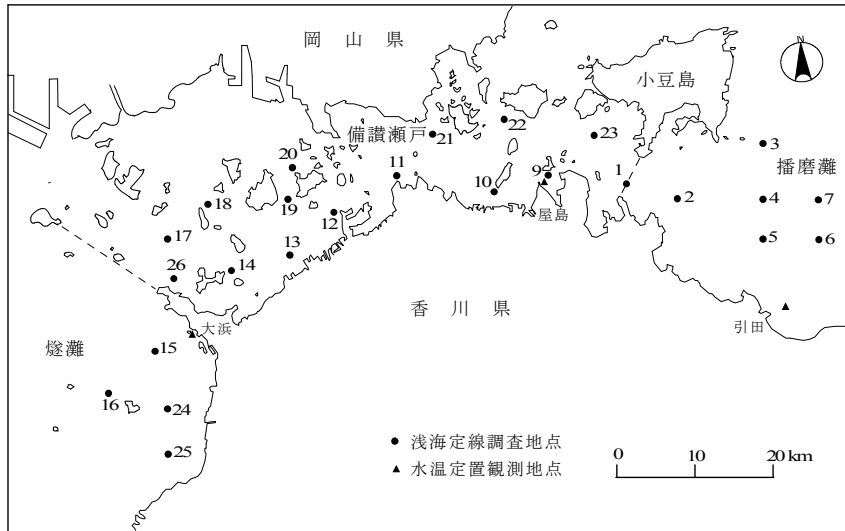 岡 山 県
N
小豆島
備讃瀬戸
22
21
23
3
播磨灘
20
11
9
1
10
18
19
2
4
7
12
屋島
17
5
6
13
14
26
香 川 県
大浜
引田
燧灘
15
16
24
25
● 浅海定線調査地点
▲ 水温定置観測地点
0 10 20 km